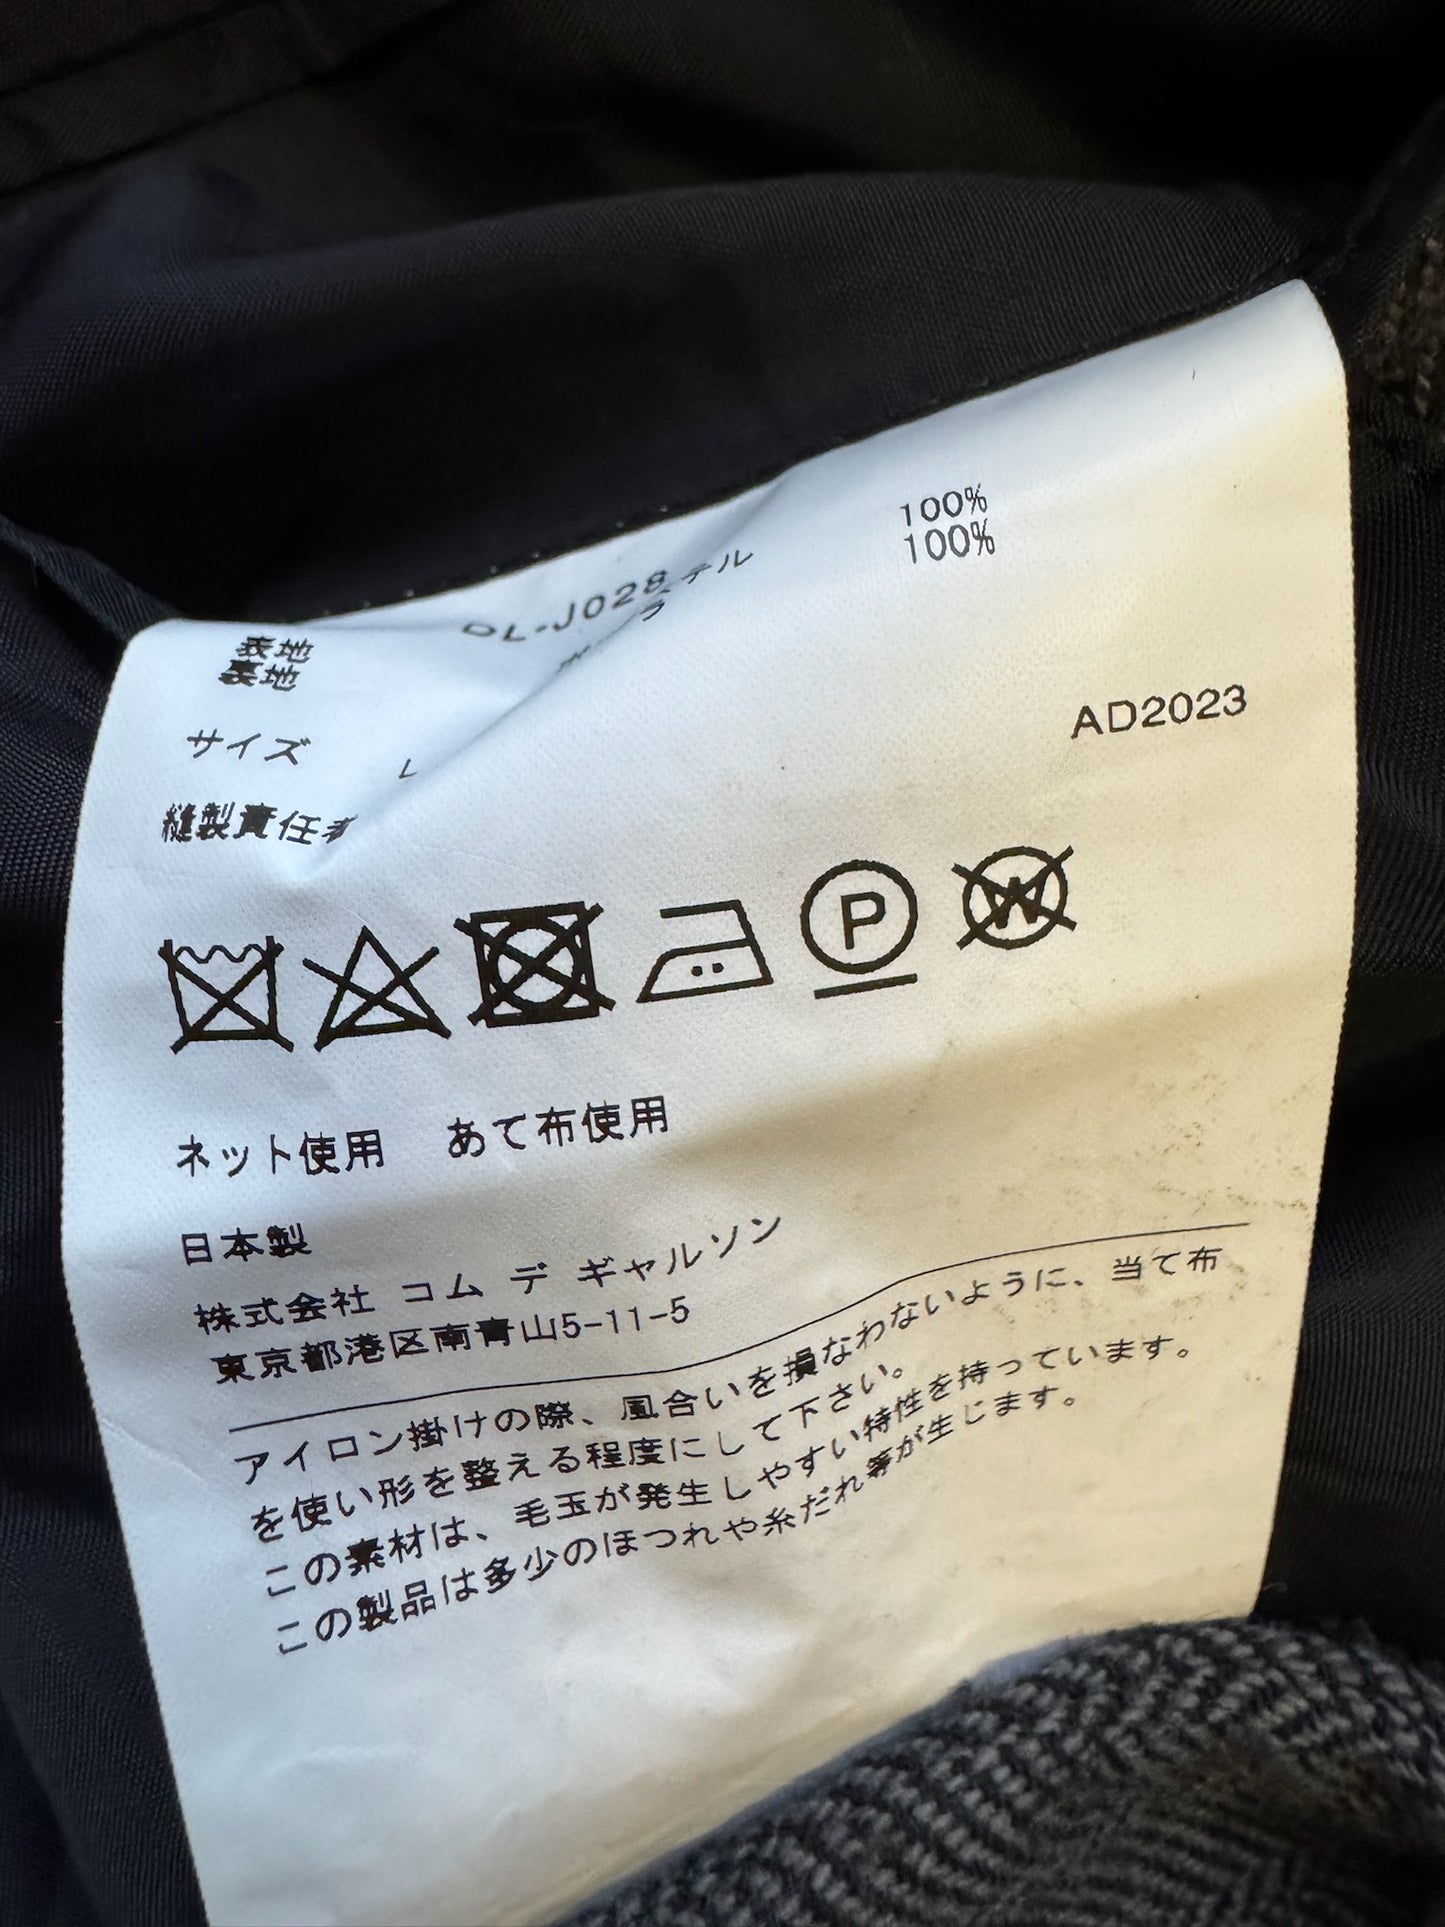 OL-J028
表地 100%
裏地 100%
サイズ L AD2023
縫製責任者
P W
ネット使用 あて布使用
日本製
株式会社 コム デ ギャルソン
東京都港区南青山5-11-5
アイロン掛けの際、風合いを損なわないように、当て布
を使い形を整える程度にして下さい。
この素材は、毛玉が発生しやすい特性を持っています。
この製品は多少のほつれや糸だれ等が生じます。